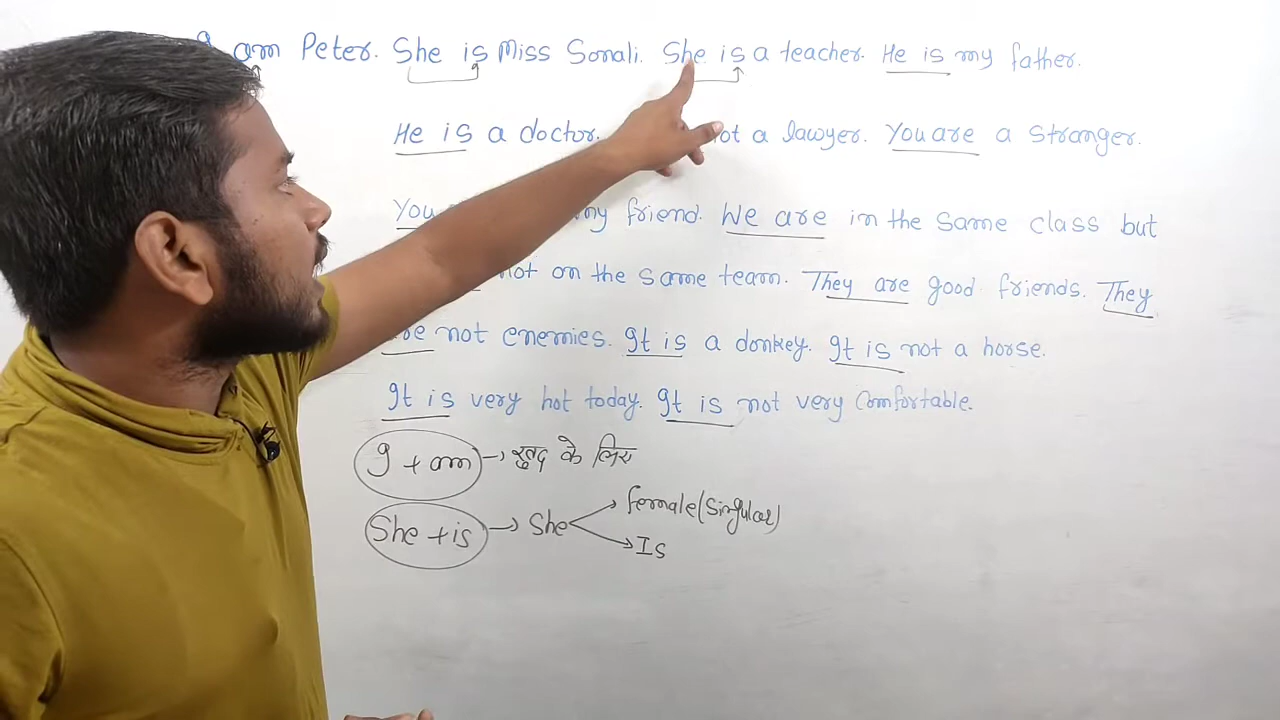 am Peter. She is Miss Sonali. She is a teacher. He is my father.
He is a doctor. not a lawyer. You are a stranger.
You my friend. We are in the same class but
not on the same team. They are good friends. They
are not enemies. It is a donkey. It is not a horse.
It is very hot today. It is not very comfortable.
I + am → खुद के लिए
She + is → She female (Singular)
Is